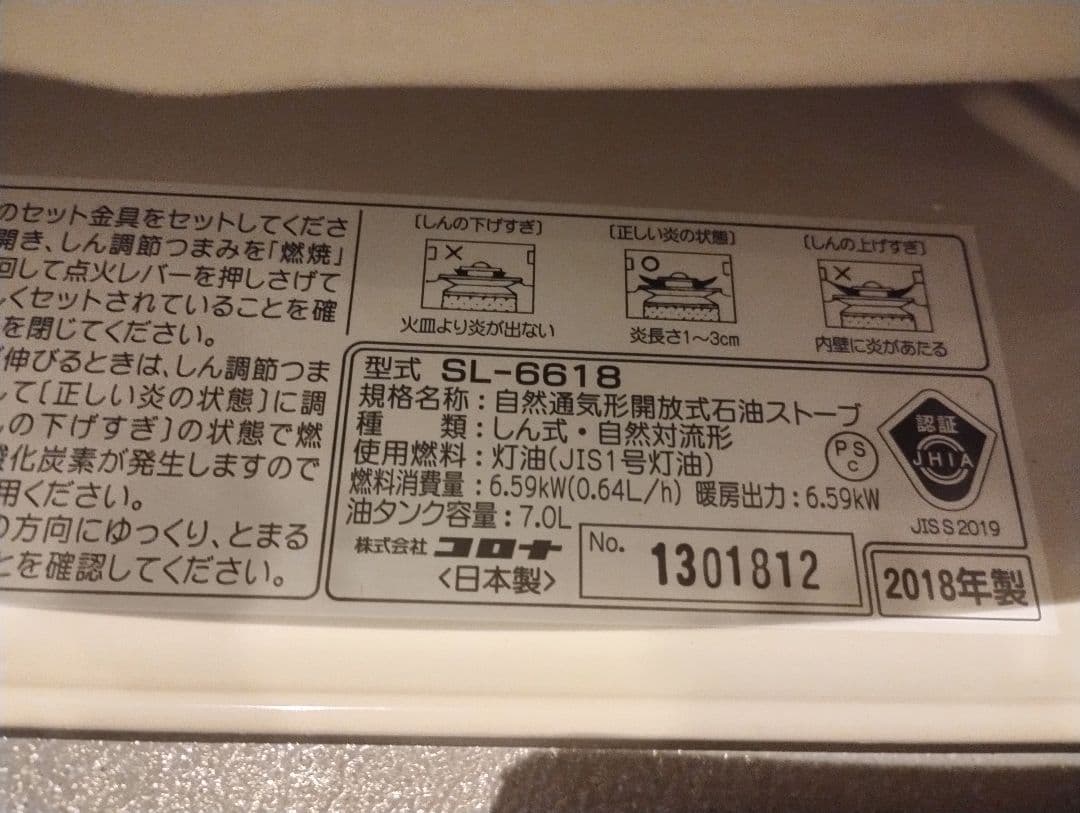 のセット金具をセットしてくださ
開き、しん調節つまみを「燃焼」
回して点火レバーを押しさげて
くセットされていることを確
を閉じてください。
伸びるときは、しん調節つま
して〔正しい炎の状態〕に調
の下げすぎ〕の状態で燃
酸化炭素が発生しますので
用ください。
の方向にゆっくり、とまる
とを確認してください。
〔しんの下げすぎ〕
火皿より炎が出ない
〔正しい炎の状態〕
炎長さ1~3cm
〔しんの上げすぎ〕
内壁に炎があたる
型式 SL-6618
規格名称:自然通気形開放式石油ストーブ
種類:しん式・自然対流形
使用燃料:灯油(JIS1号灯油)
燃料消費量:6.59kW(0.64L/h) 暖房出力:6.59kW
油タンク容量:7.0L
株式会社 コロナ
<日本製>
No. 1301812
PS
C
認証
JHIA
JIS S 2019
2018年製